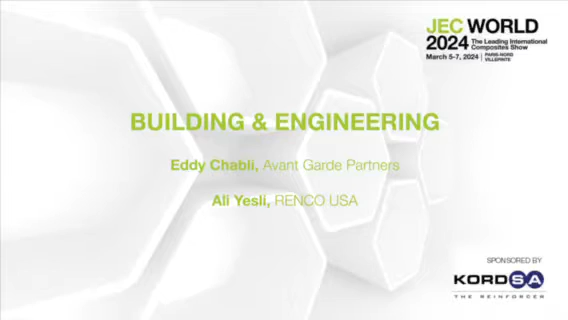 JEC WORLD
2024 The Leading International
Composites Show
March 5-7, 2024 | PARIS-NORD
VILLEPINTE
BUILDING & ENGINEERING
Eddy Chabli, Avant Garde Partners
Ali Yesli, RENCO USA
SPONSORED BY
KORDSA
THE REINFORCER